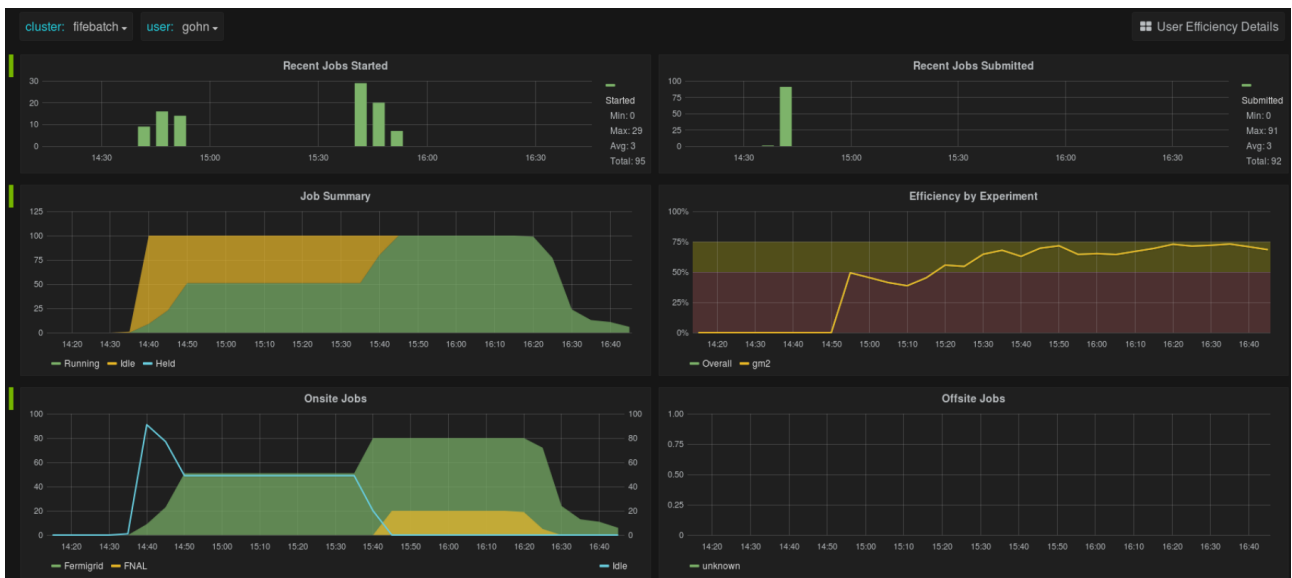 cluster: fifebatch user: gohn User Efficiency Details
Recent Jobs Started
30
20
10
0
14:30 15:00 15:30 16:00 16:30
Started
Min: 0
Max: 29
Avg: 3
Total: 95
Recent Jobs Submitted
100
75
50
25
0
14:30 15:00 15:30 16:00 16:30
Submitted
Min: 0
Max: 91
Avg: 3
Total: 92
Job Summary
125
100
75
50
25
0
14:20 14:30 14:40 14:50 15:00 15:10 15:20 15:30 15:40 15:50 16:00 16:10 16:20 16:30 16:40
Running Idle Held
Efficiency by Experiment
100%
75%
50%
25%
0%
14:20 14:30 14:40 14:50 15:00 15:10 15:20 15:30 15:40 15:50 16:00 16:10 16:20 16:30 16:40
Overall gm2
Onsite Jobs
100 100
80 80
60 60
40 40
20 20
0 0
14:20 14:30 14:40 14:50 15:00 15:10 15:20 15:30 15:40 15:50 16:00 16:10 16:20 16:30 16:40
Fermigrid FNAL Idle
Offsite Jobs
1.00
0.75
0.50
0.25
0
14:20 14:30 14:40 14:50 15:00 15:10 15:20 15:30 15:40 15:50 16:00 16:10 16:20 16:30 16:40
unknown